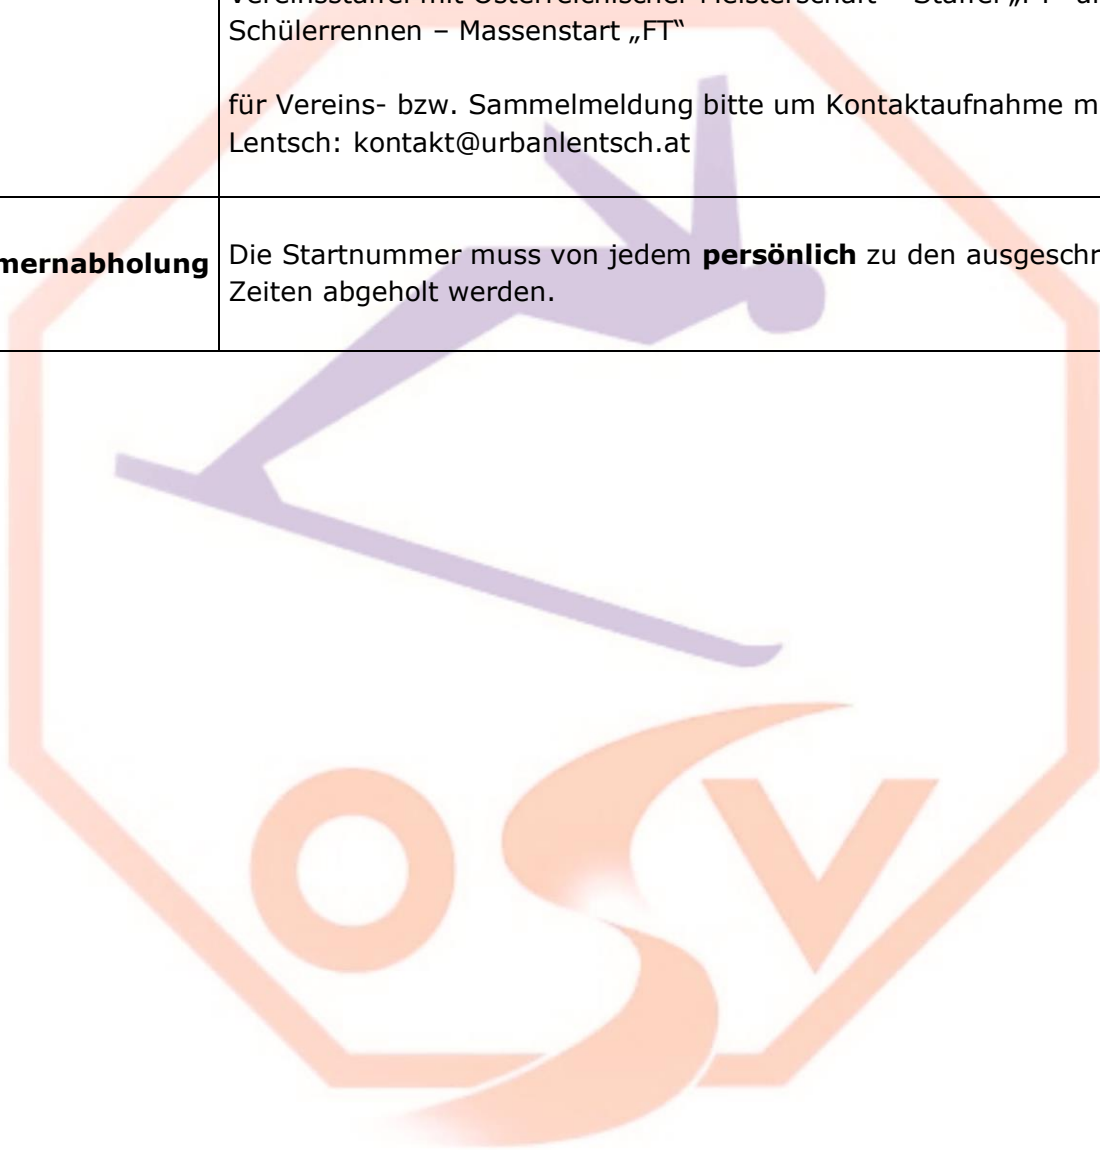 Vereinsstaffel mit Österreichischer Meisterschaft – Staffel „FT“
Schülerrennen – Massenstart „FT“
für Vereins- bzw. Sammelmeldung bitte um Kontaktaufnahme m
Lentsch: kontakt@urbanlentsch.at
mernabholung
Die Startnummer muss von jedem persönlich zu den ausgeschr
Zeiten abgeholt werden.
OSV